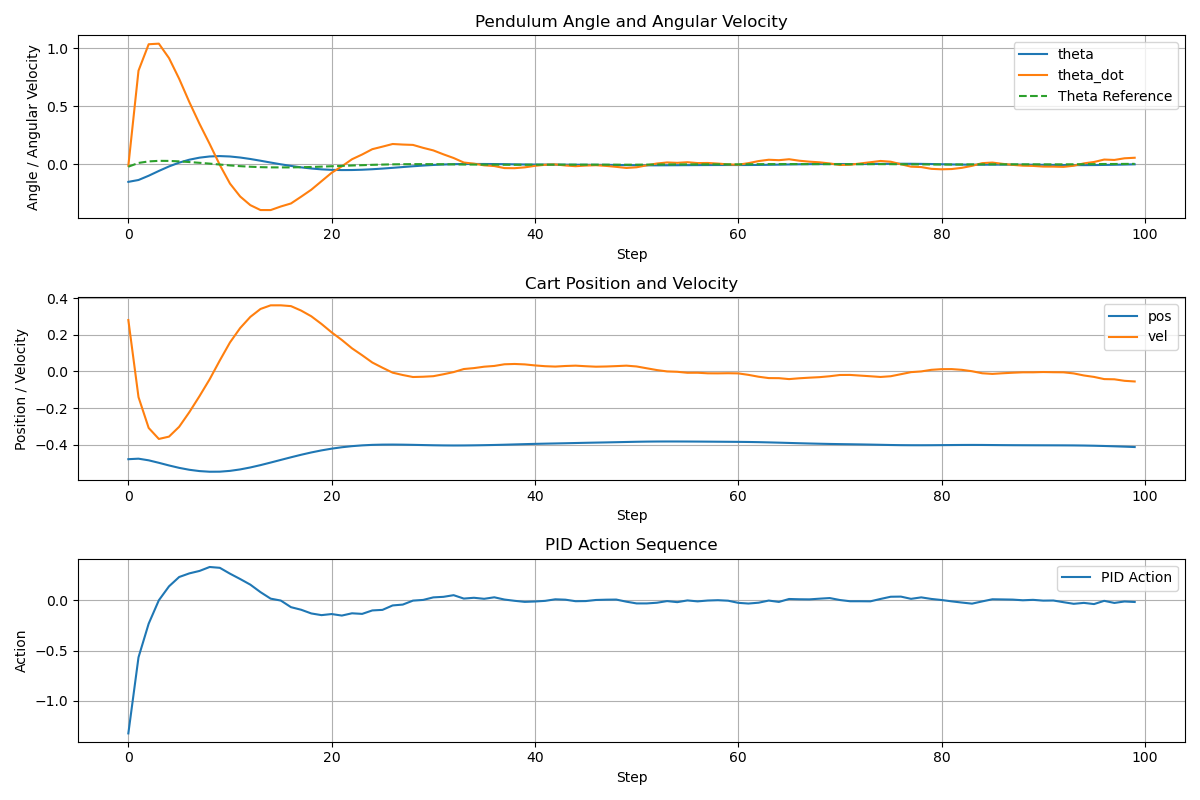 Pendulum Angle and Angular Velocity
Angle / Angular Velocity
1.0
0.5
0.0
theta
theta_dot
Theta Reference
0 20 40 60 80 100
Step
Cart Position and Velocity
Position / Velocity
0.4
0.2
0.0
−0.2
−0.4
pos
vel
0 20 40 60 80 100
Step
PID Action Sequence
Action
0.0
−0.5
−1.0
PID Action
0 20 40 60 80 100
Step